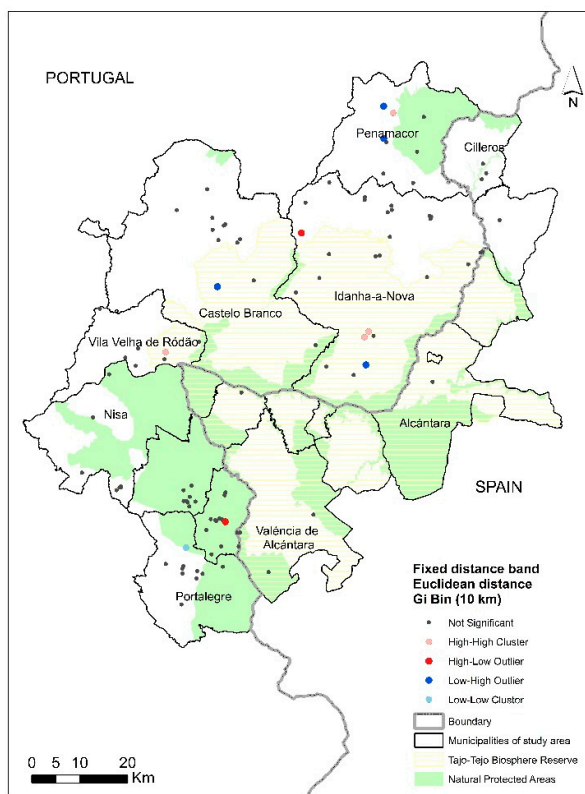 PORTUGAL
N
Penamacor
Cilleros
Idanha-a-Nova
Castelo Branco
Vila Velha de Ródão
Nisa
Alcántara
SPAIN
Valéncia de
Alcántara
Portalegre
Fixed distance band
Euclidean distance
Gi Bin (10 km)
Not Significant
High-High Cluster
High-Low Outlier
Low-High Outlier
Low-Low Clustor
Boundary
Municipalities of study area
Tajo-Tejo Biosphere Reserve
Natural Protected Areas
0 5 10 20
Km